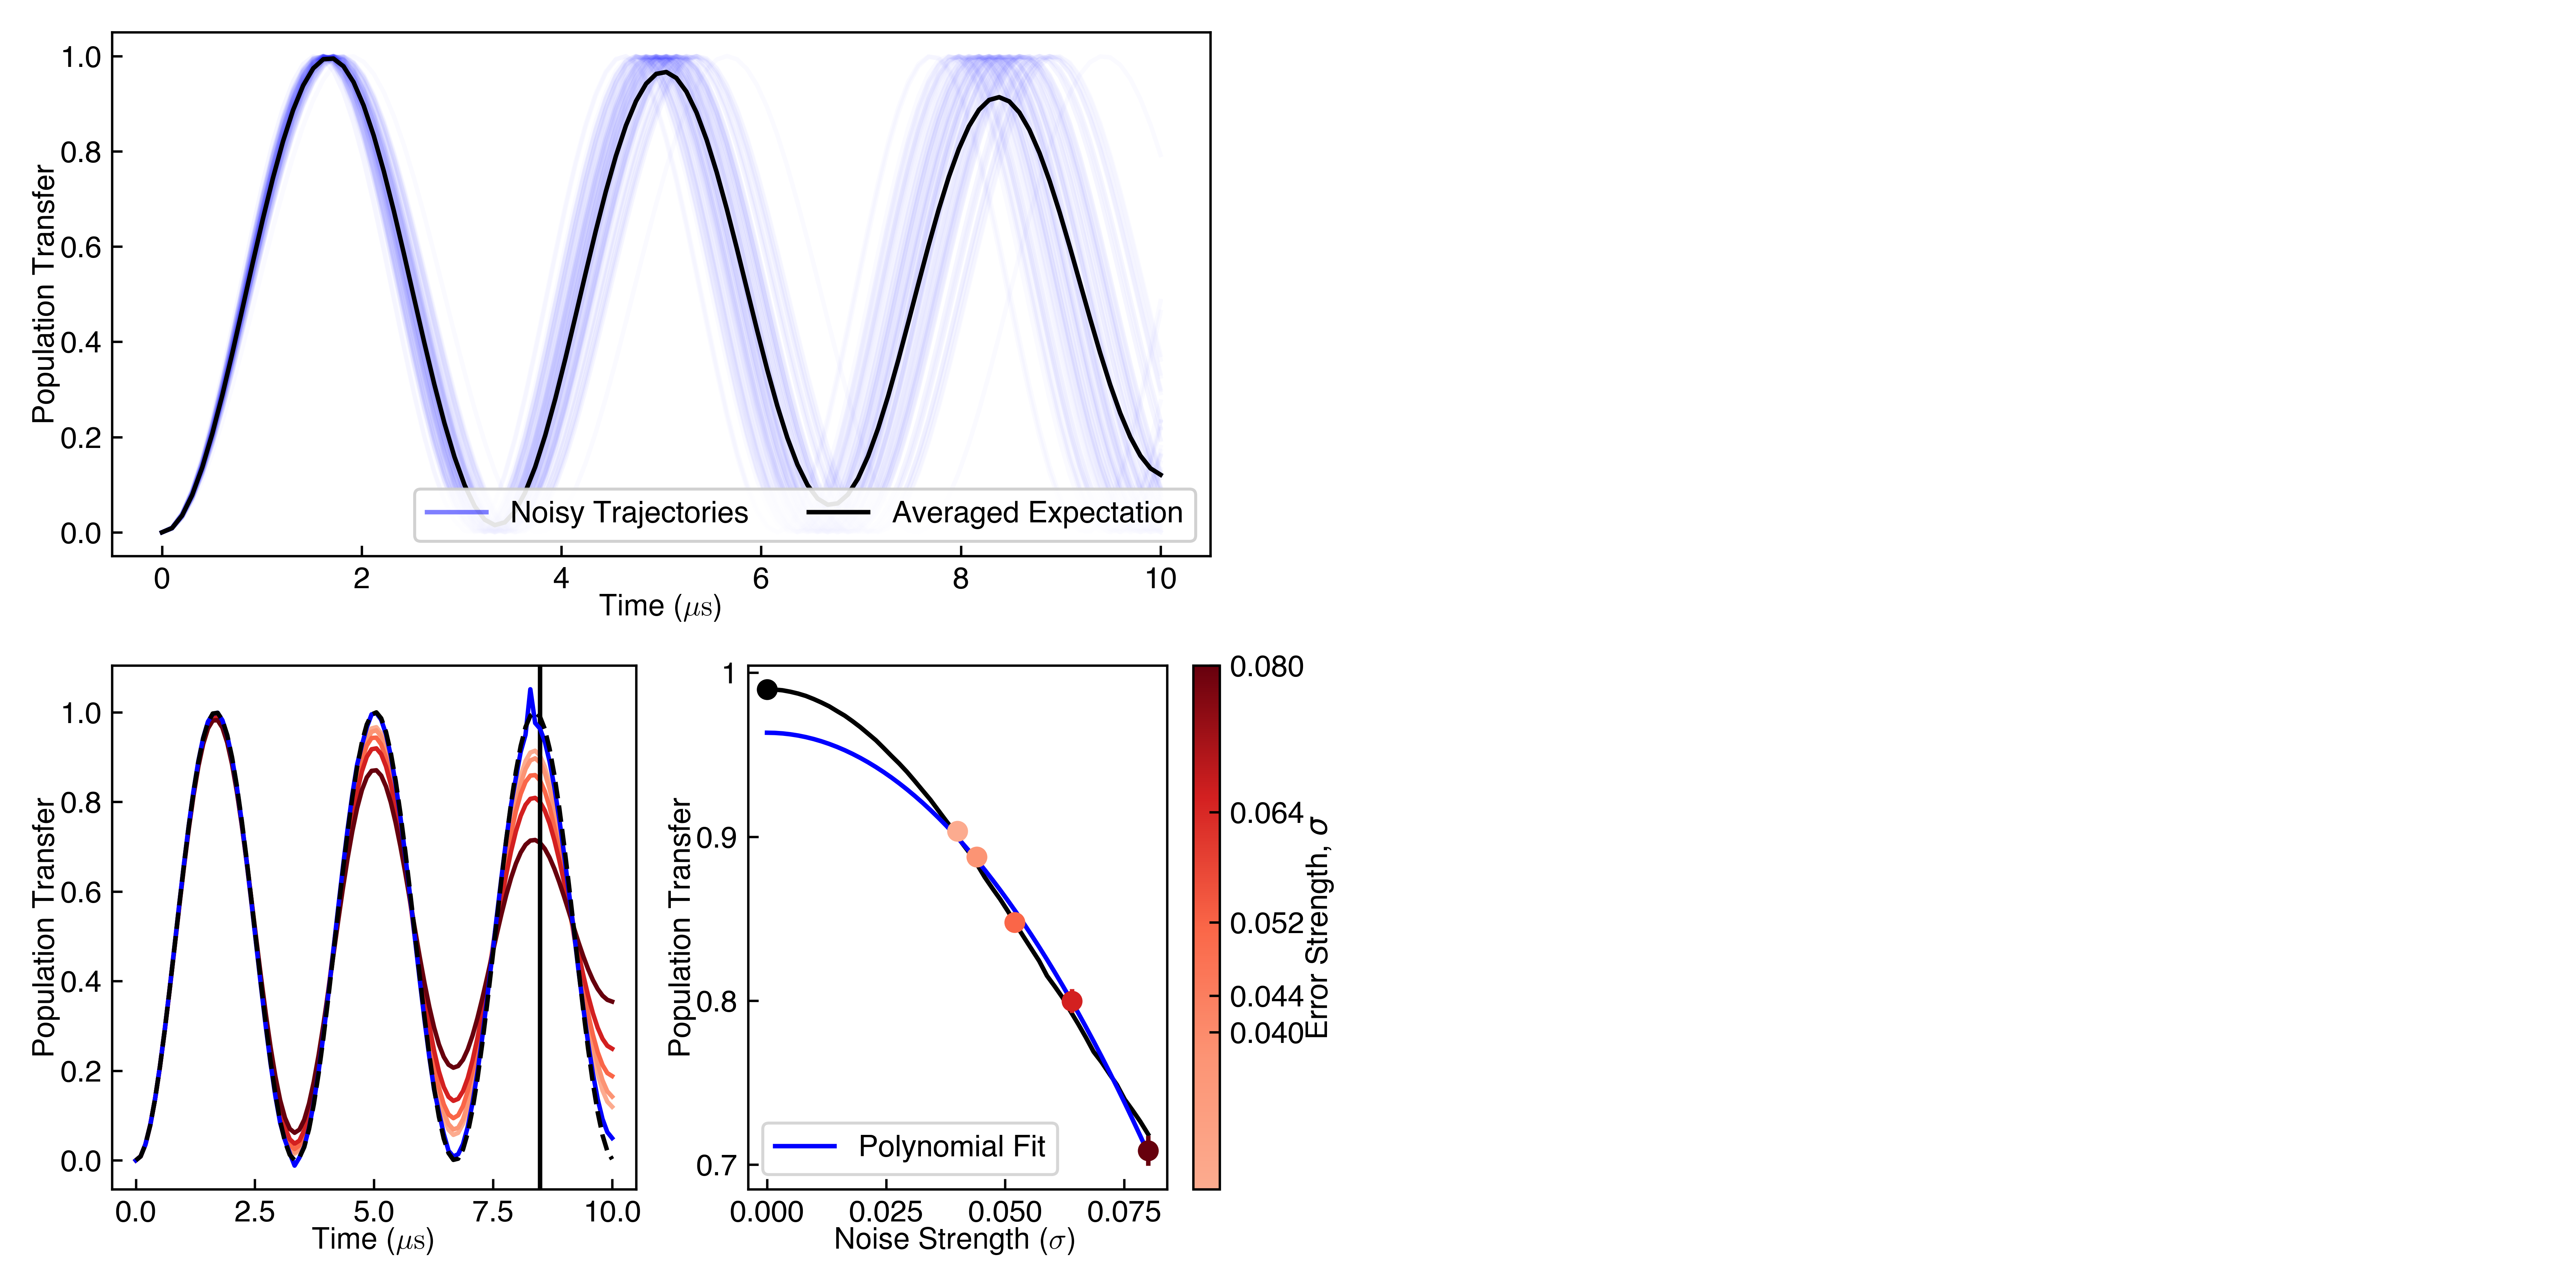 Population Transfer
1.0
0.8
0.6
0.4
0.2
0.0
Noisy Trajectories
Averaged Expectation
0 2 4 6 8 10
Time (μs)
Population Transfer
1.0
0.8
0.6
0.4
0.2
0.0
0.0 2.5 5.0 7.5 10.0
Time (μs)
Population Transfer
1
0.9
0.8
0.7
Polynomial Fit
0.000 0.025 0.050 0.075
Noise Strength (σ)
0.080
0.064
0.052
0.044
0.040
Error Strength, σ